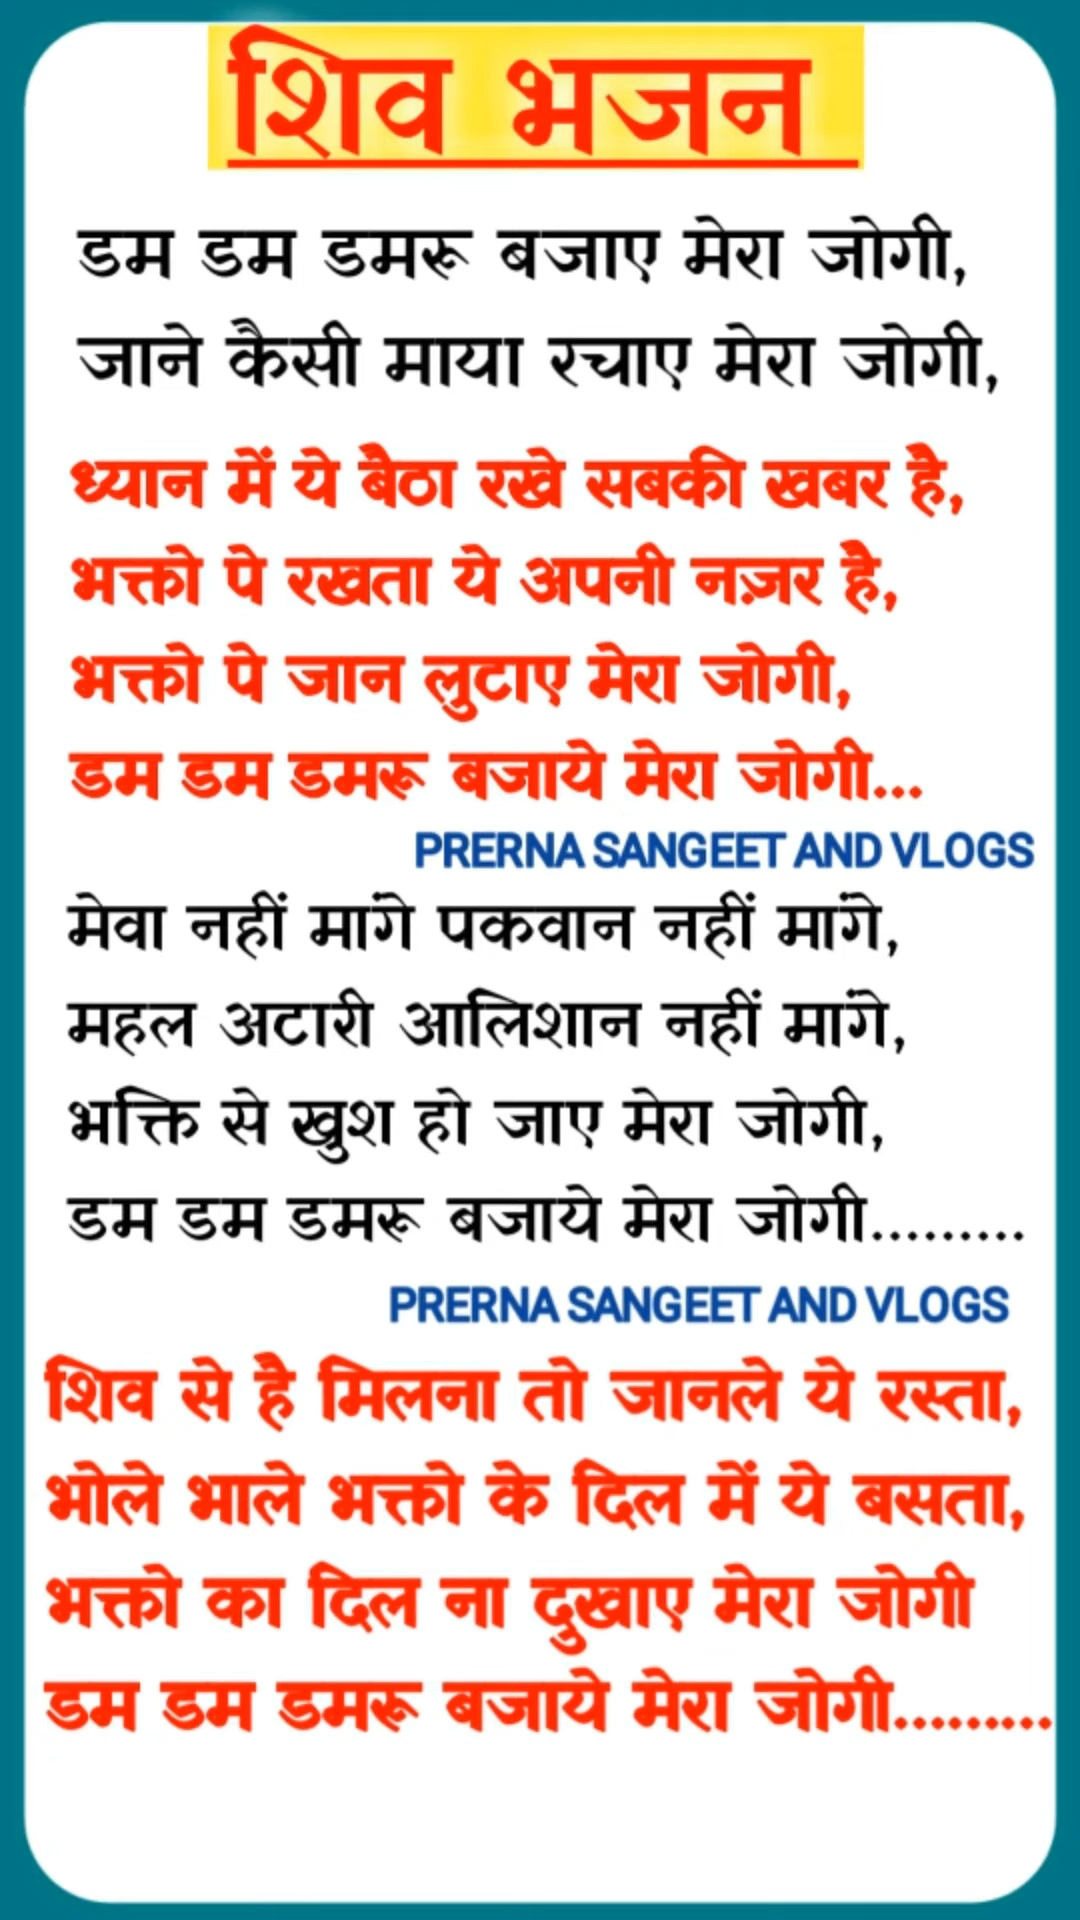 शिव भजन
डम डम डमरू बजाए मेरा जोगी,
जाने कैसी माया रचाए मेरा जोगी,
ध्यान में ये बैठा रखे सबकी खबर है,
भक्तो पे रखता ये अपनी नज़र है,
भक्तो पे जान लुटाए मेरा जोगी,
डम डम डमरू बजाये मेरा जोगी...
PRERNA SANGEET AND VLOGS
मेवा नहीं मागंे पकवान नहीं मागंे,
महल अटारी आलिशान नहीं मागंे,
भक्ति से खुश हो जाए मेरा जोगी,
डम डम डमरू बजाये मेरा जोगी.........
PRERNA SANGEET AND VLOGS
शिव से है मिलना तो जानले ये रस्ता,
भोले भाले भक्तो के दिल में ये बसता,
भक्तो का दिल ना दुखाए मेरा जोगी
डम डम डमरू बजाये मेरा जोगी.........